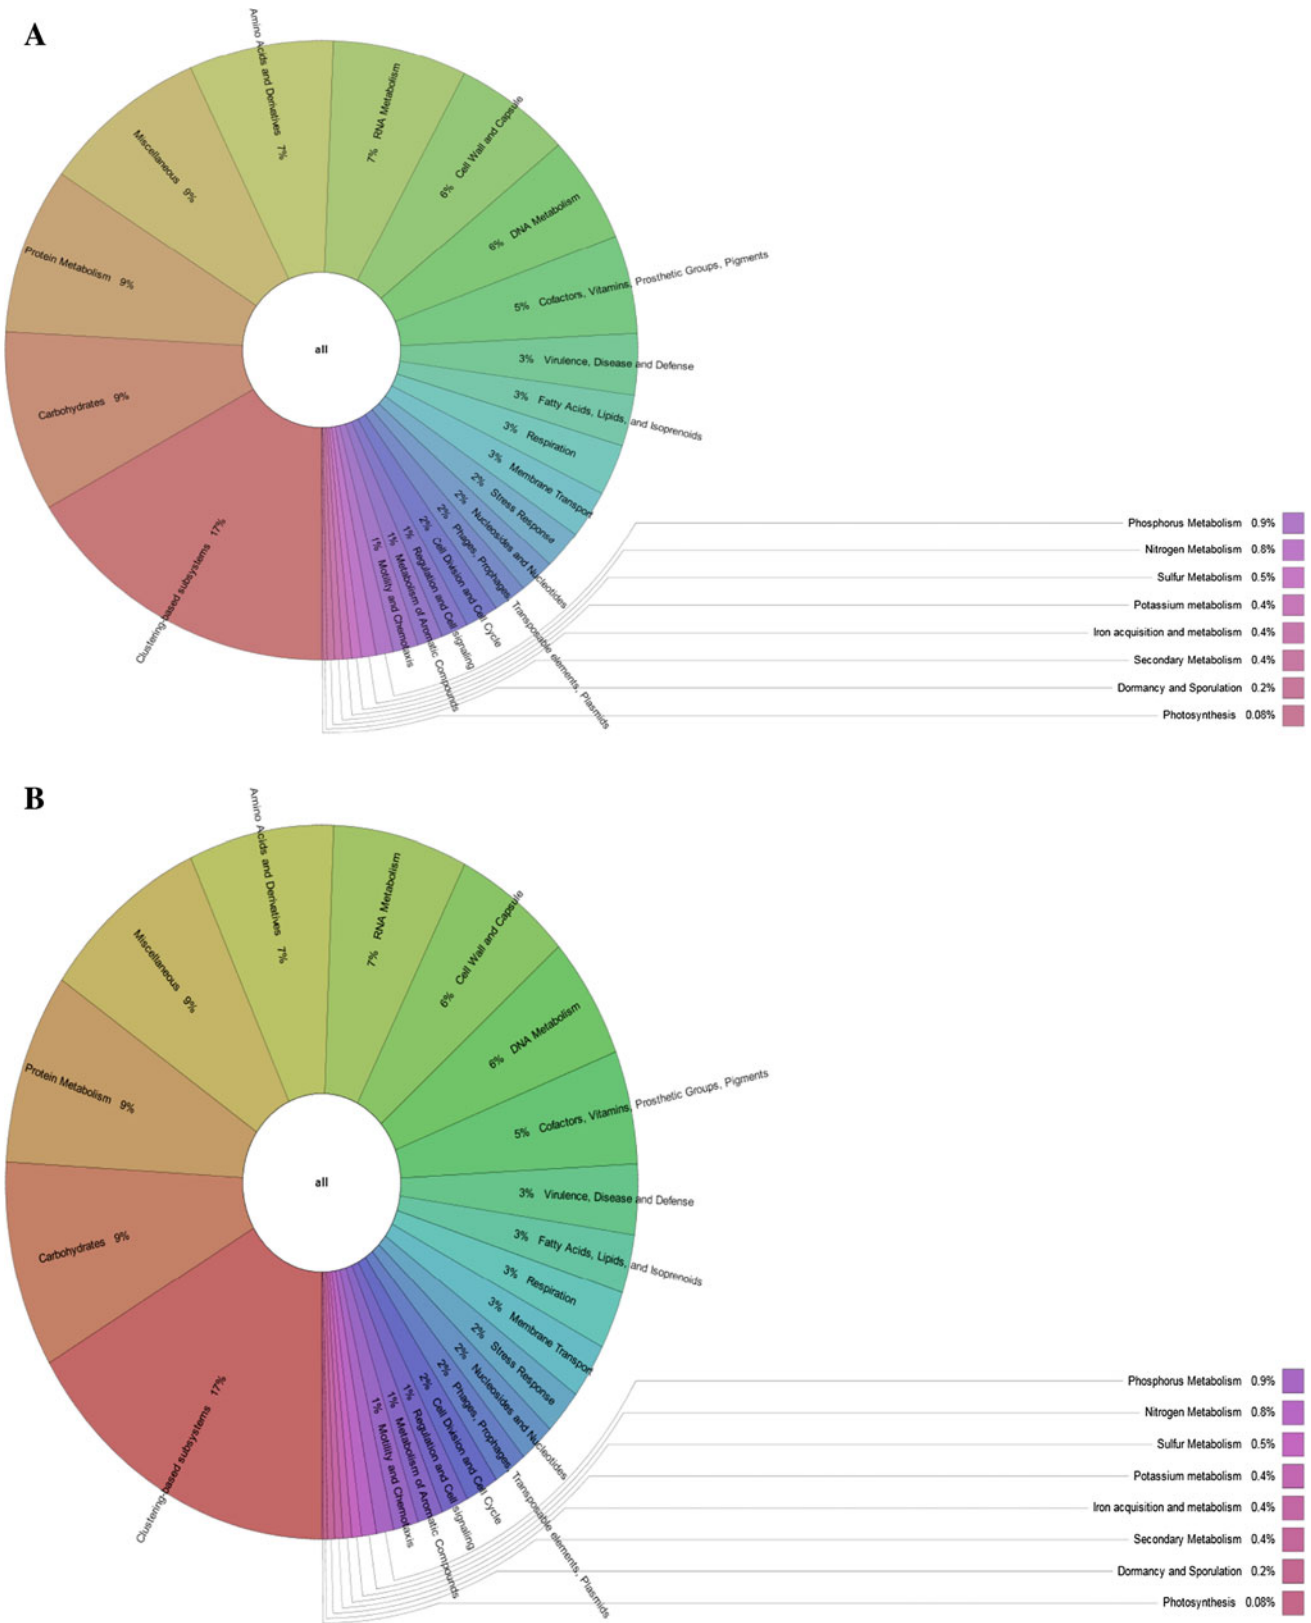 A
Amino Acids and Derivatives 7%
7% RNA Metabolism
6% Cell Wall and Capsule
Miscellaneous 9%
6% DNA Metabolism
Protein Metabolism 9%
5% Cofactors, Vitamins, Prosthetic Groups, Pigments
all
3% Virulence, Disease and Defense
Carbohydrates 9%
3% Fatty Acids, Lipids, and Isoprenoids
3% Respiration
3% Membrane Transport
2% Stress Response
2% Nucleosides and Nucleotides
2% Phages, Prophages, Transposable elements, Plasmids
2% Cell Division and Cell Cycle
1% Regulation and Cell signaling
1% Metabolism of Aromatic Compounds
1% Motility and Chemotaxis
Clustering-based subsystems 17%
Phosphorus Metabolism 0.9%
Nitrogen Metabolism 0.8%
Sulfur Metabolism 0.5%
Potassium metabolism 0.4%
Iron acquisition and metabolism 0.4%
Secondary Metabolism 0.4%
Dormancy and Sporulation 0.2%
Photosynthesis 0.08%
B
Amino Acids and Derivatives 7%
7% RNA Metabolism
6% Cell Wall and Capsule
Miscellaneous 9%
6% DNA Metabolism
Protein Metabolism 9%
5% Cofactors, Vitamins, Prosthetic Groups, Pigments
all
3% Virulence, Disease and Defense
Carbohydrates 9%
3% Fatty Acids, Lipids, and Isoprenoids
3% Respiration
3% Membrane Transport
2% Stress Response
2% Nucleosides and Nucleotides
2% Phages, Prophages, Transposable elements, Plasmids
2% Cell Division and Cell Cycle
1% Regulation and Cell signaling
1% Metabolism of Aromatic Compounds
1% Motility and Chemotaxis
Clustering-based subsystems 17%
Phosphorus Metabolism 0.9%
Nitrogen Metabolism 0.8%
Sulfur Metabolism 0.5%
Potassium metabolism 0.4%
Iron acquisition and metabolism 0.4%
Secondary Metabolism 0.4%
Dormancy and Sporulation 0.2%
Photosynthesis 0.08%